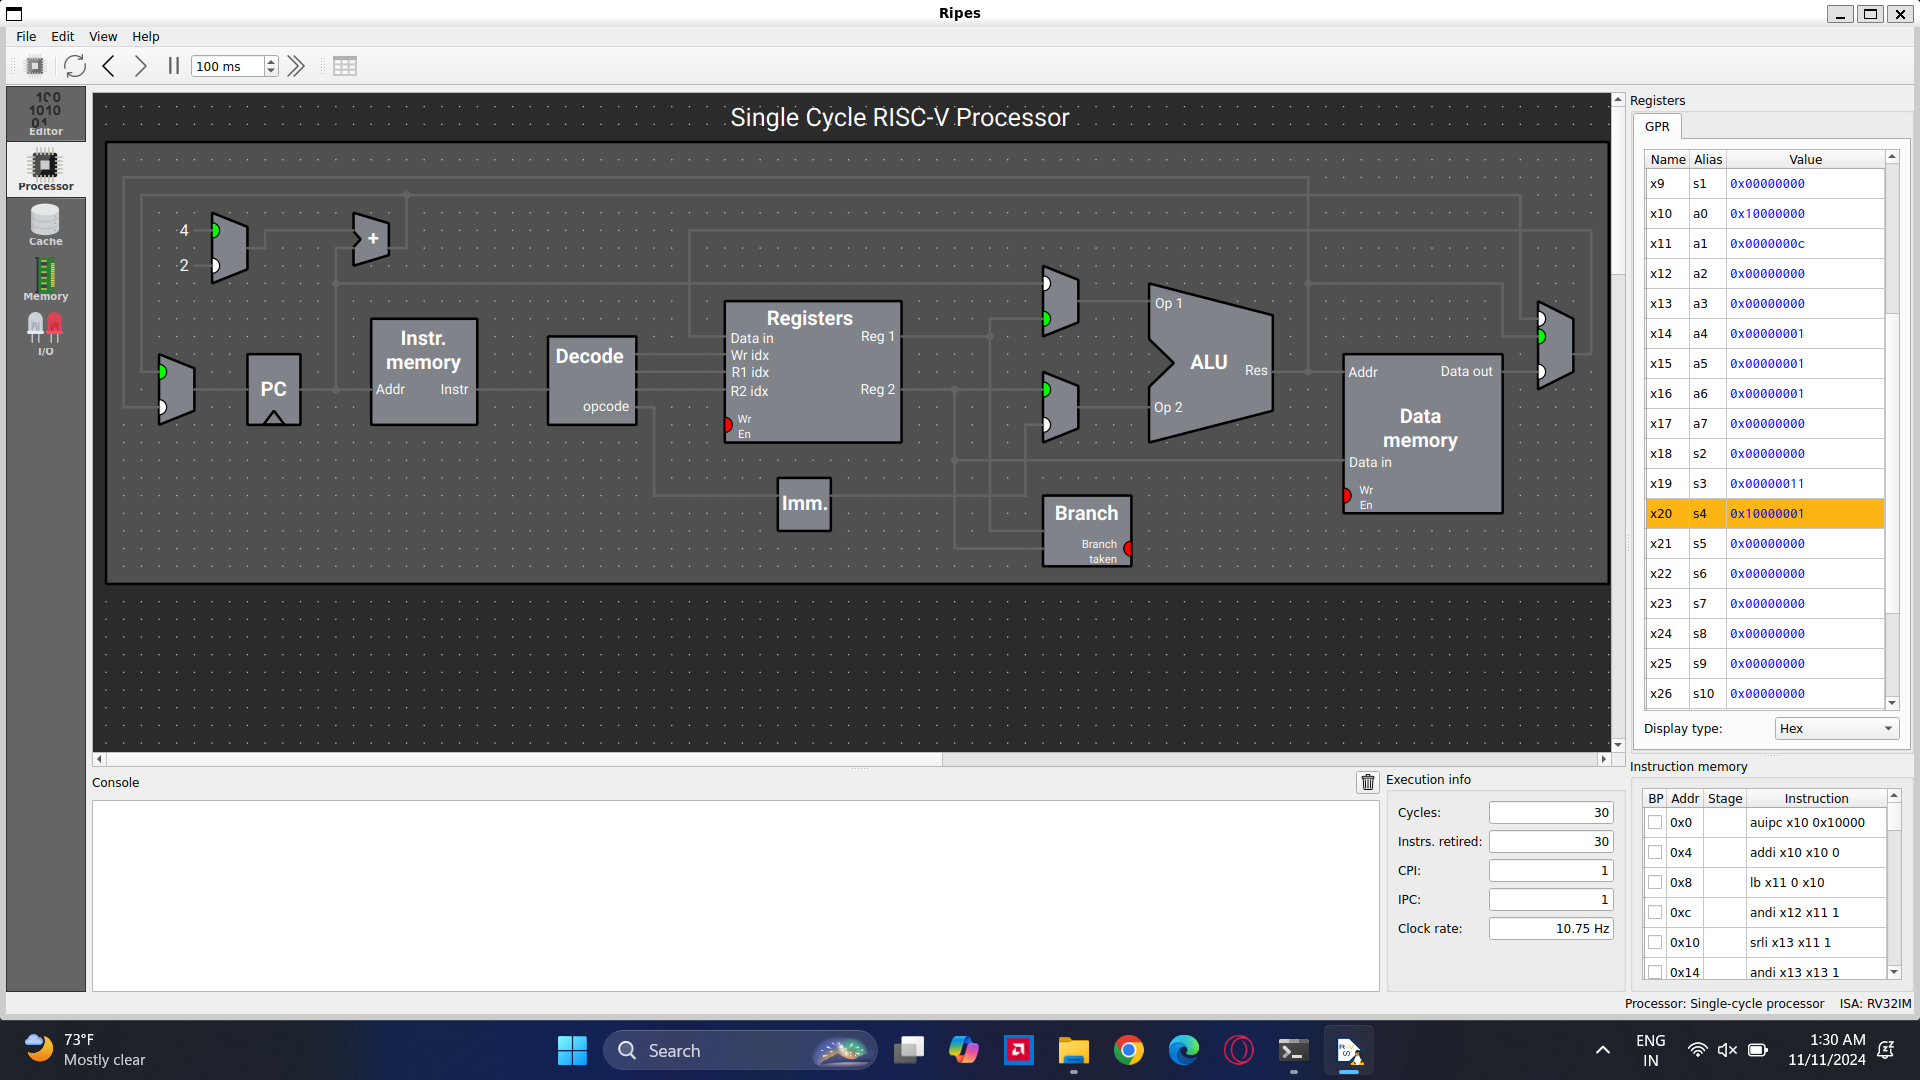 Ripes
File Edit View Help
100 ms
100
1010
01
Editor
Processor
Cache
Memory
I/O
Single Cycle RISC-V Processor
4
2
+
PC
Instr.
memory
Addr Instr
Decode
opcode
Registers
Data in
Wr idx
R1 idx
R2 idx
Wr
En
Reg 1
Reg 2
Imm.
Op 1
ALU
Res
Op 2
Branch
Branch
taken
Addr Data out
Data
memory
Data in
Wr
En
Registers
GPR
Name Alias Value
x9 s1 0x00000000
x10 a0 0x10000000
x11 a1 0x0000000c
x12 a2 0x00000000
x13 a3 0x00000000
x14 a4 0x00000001
x15 a5 0x00000001
x16 a6 0x00000001
x17 a7 0x00000000
x18 s2 0x00000000
x19 s3 0x00000011
x20 s4 0x10000001
x21 s5 0x00000000
x22 s6 0x00000000
x23 s7 0x00000000
x24 s8 0x00000000
x25 s9 0x00000000
x26 s10 0x00000000
Display type: Hex
Console
Execution info
Cycles: 30
Instrs. retired: 30
CPI: 1
IPC: 1
Clock rate: 10.75 Hz
Instruction memory
BP Addr Stage Instruction
0x0 auipc x10 0x10000
0x4 addi x10 x10 0
0x8 lb x11 0 x10
0xc andi x12 x11 1
0x10 srli x13 x11 1
0x14 andi x13 x13 1
Processor: Single-cycle processor ISA: RV32IM
73°F
Mostly clear
Search
ENG
IN
1:30 AM
11/11/2024